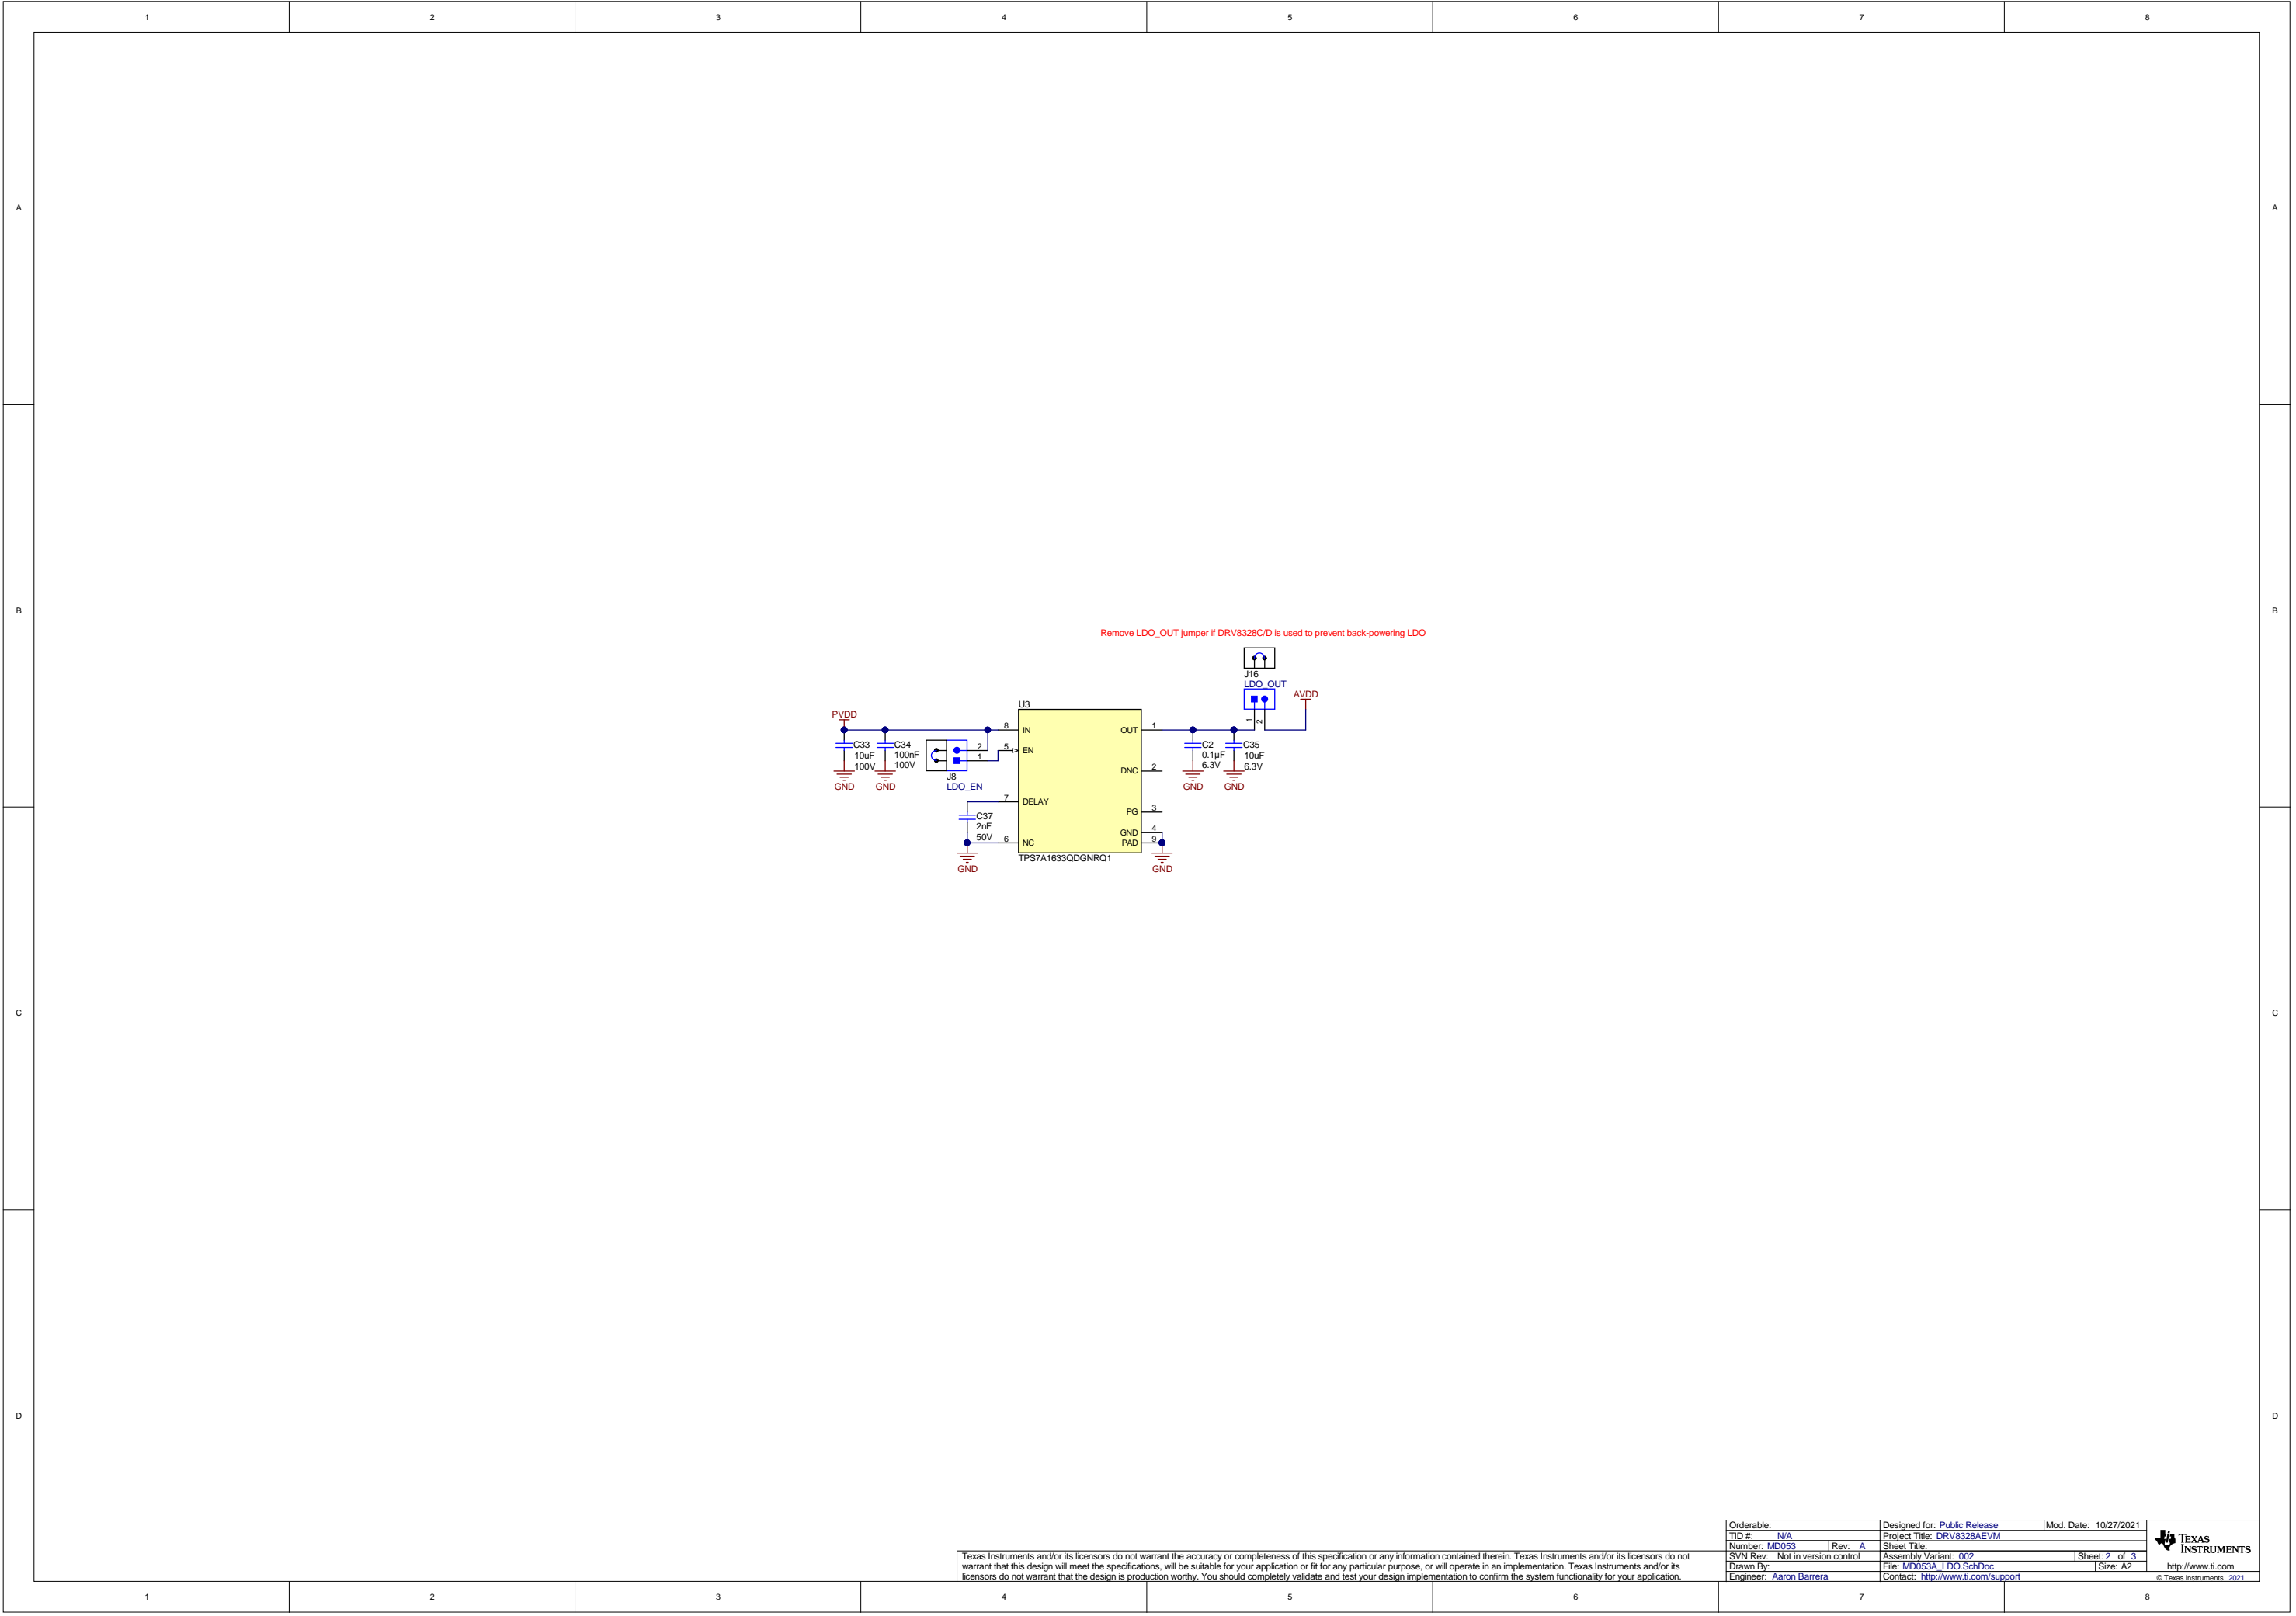 1 2 3 4 5 6 7 8
A A
B B
Remove LDO_OUT jumper if DRV8328C/D is used to prevent back-powering LDO
J16
LDO_OUT
1
2
AVDD
PVDD
C33
10uF
100V
GND
C34
100nF
100V
GND
J8
LDO_EN
2
1
U3
8 IN
5 EN
7 DELAY
6 NC
OUT 1
DNC 2
PG 3
GND 4
PAD 9
TPS7A1633QDGNRQ1
C37
2nF
50V
GND
GND
C2
0.1µF
6.3V
GND
C35
10uF
6.3V
GND
C C
D D
Texas Instruments and/or its licensors do not warrant the accuracy or completeness of this specification or any information contained therein. Texas Instruments and/or its licensors do not
warrant that this design will meet the specifications, will be suitable for your application or fit for any particular purpose, or will operate in an implementation. Texas Instruments and/or its
licensors do not warrant that the design is production worthy. You should completely validate and test your design implementation to confirm the system functionality for your application.
Orderable: Designed for: Public Release Mod. Date: 10/27/2021
TID #: N/A Project Title: DRV8328AEVM
Number: MD053 Rev: A Sheet Title:
SVN Rev: Not in version control Assembly Variant: 002 Sheet: 2 of 3
Drawn By: File: MD053A_LDO.SchDoc Size: A2
Engineer: Aaron Barrera Contact: http://www.ti.com/support
TEXAS
INSTRUMENTS
http://www.ti.com
© Texas Instruments 2021
1 2 3 4 5 6 7 8